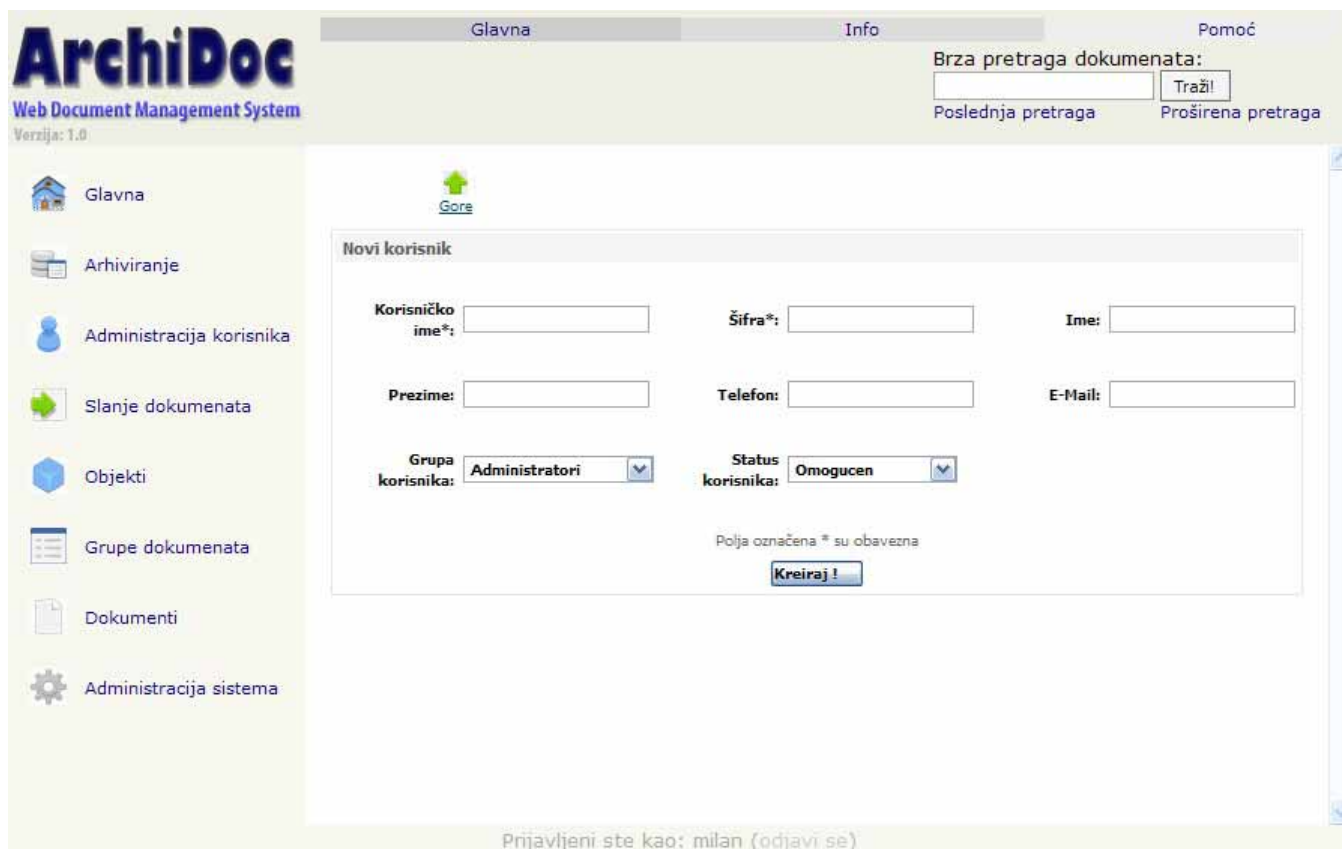 ArchiDoc
Web Document Management System
Verzija: 1.0
Glavna Info Pomoć
Brza pretraga dokumenata:
Traži!
Poslednja pretraga Proširena pretraga
Glavna
Arhiviranje
Administracija korisnika
Slanje dokumenata
Objekti
Grupe dokumenata
Dokumenti
Administracija sistema
Gore
Novi korisnik
Korisničko
ime*:
Šifra*:
Ime:
Prezime:
Telefon:
E-Mail:
Grupa
korisnika:
Administratori
Status
korisnika:
Omogucen
Polja označena * su obavezna
Kreiraj !
Prijavljeni ste kao: milan (odjavi se)